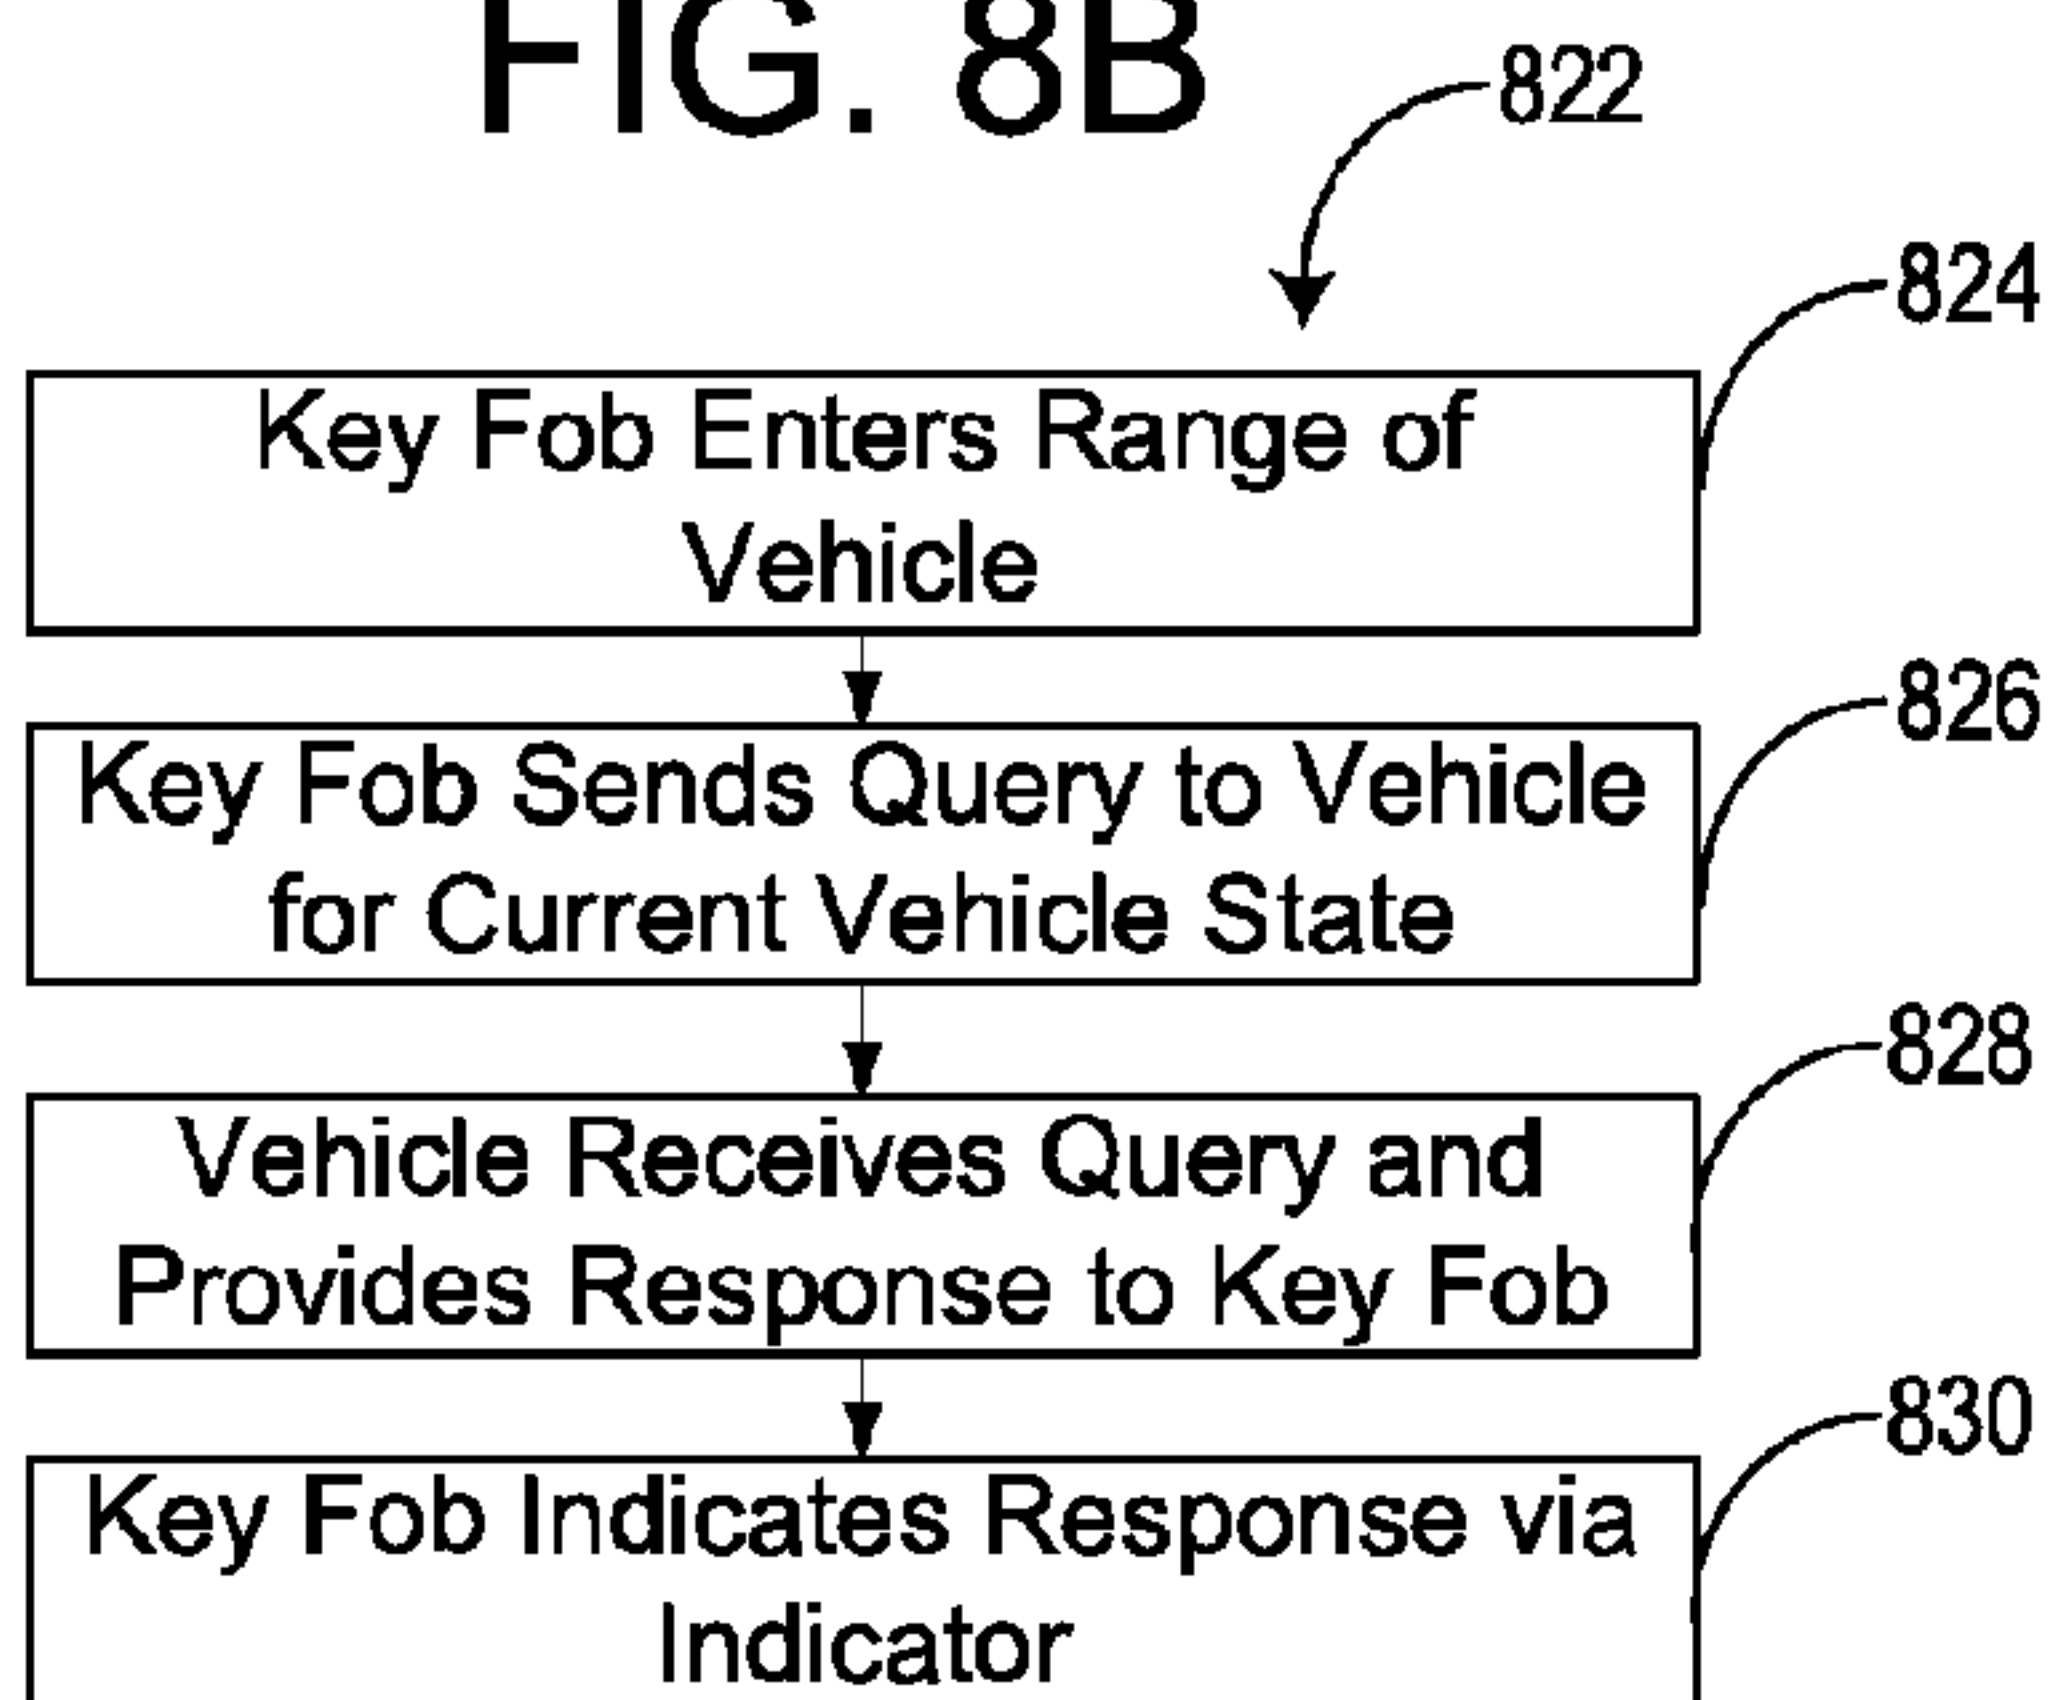 FIG. 8B
822
824
Key Fob Enters Range of
Vehicle
826
Key Fob Sends Query to Vehicle
for Current Vehicle State
828
Vehicle Receives Query and
Provides Response to Key Fob
830
Key Fob Indicates Response via
Indicator